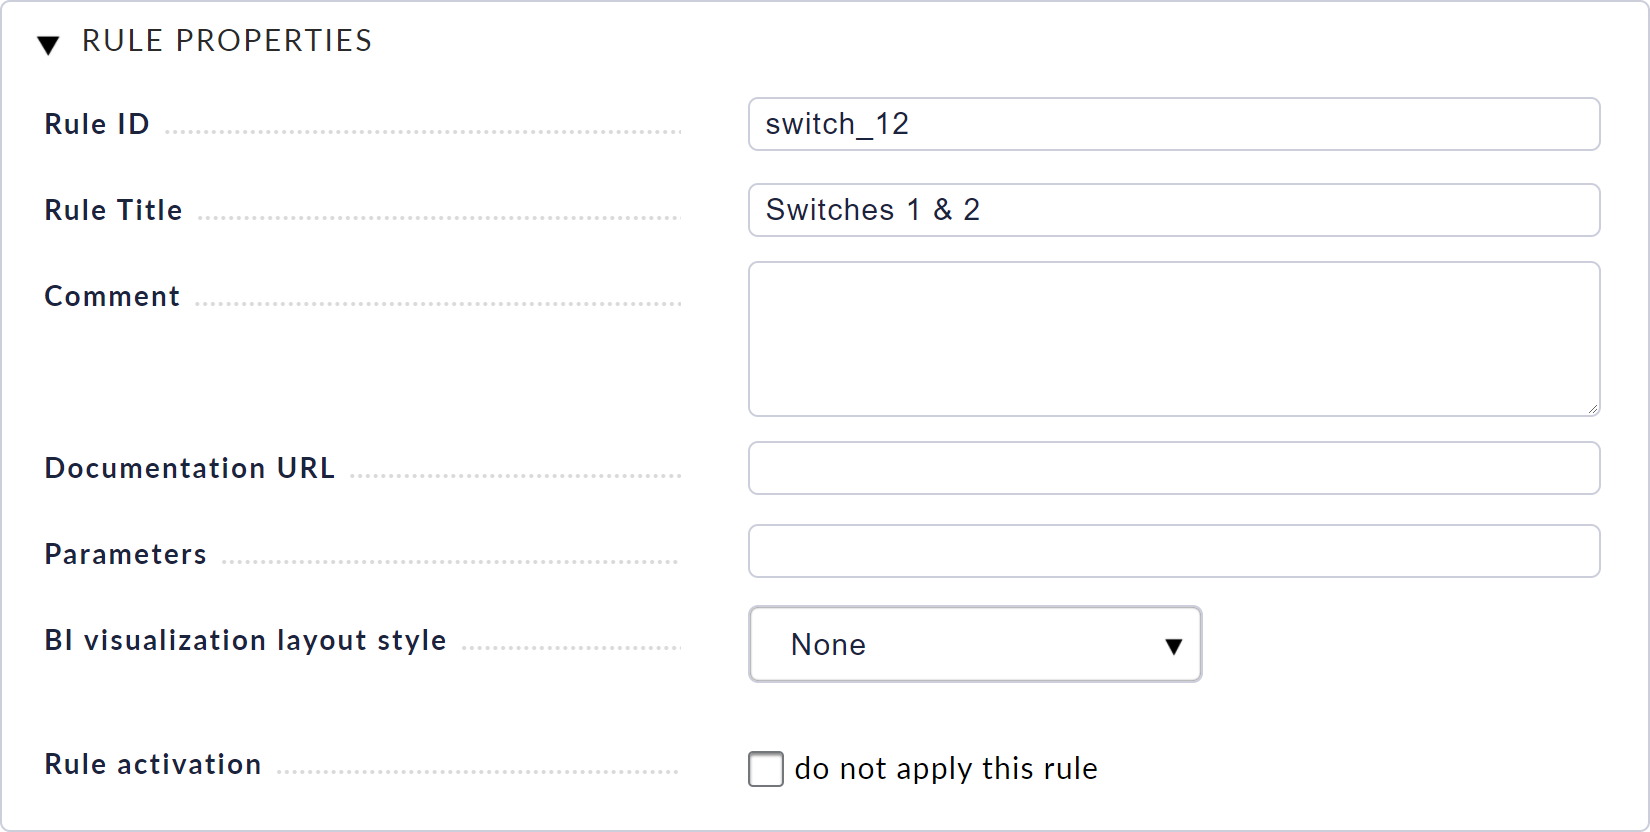 RULE PROPERTIES
Rule ID switch_12
Rule Title Switches 1 & 2
Comment
Documentation URL
Parameters
BI visualization layout style None
Rule activation do not apply this rule